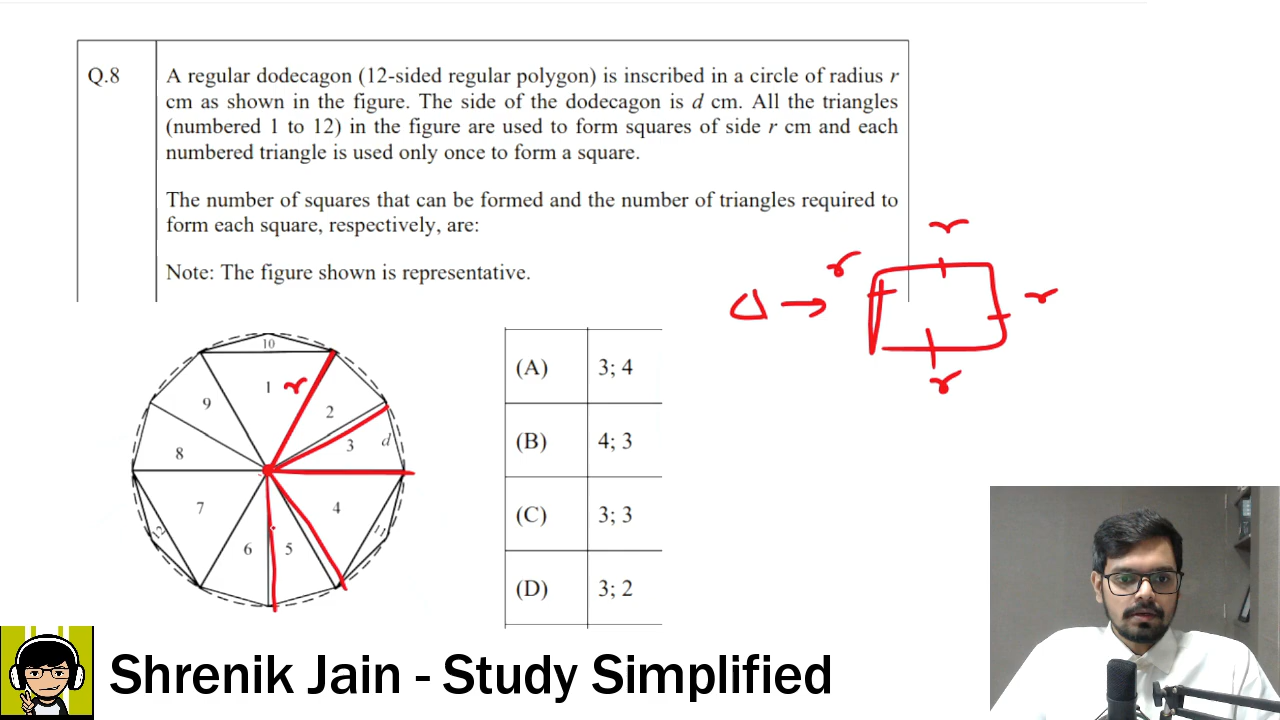 Q.8
A regular dodecagon (12-sided regular polygon) is inscribed in a circle of radius r
cm as shown in the figure. The side of the dodecagon is d cm. All the triangles
(numbered 1 to 12) in the figure are used to form squares of side r cm and each
numbered triangle is used only once to form a square.
The number of squares that can be formed and the number of triangles required to
form each square, respectively, are:
Note: The figure shown is representative.
r
r
r
r
10
1 r
9
2
3 d
8
7
4
12
11
6 5
(A) 3; 4
(B) 4; 3
(C) 3; 3
(D) 3; 2
Shrenik Jain - Study Simplified